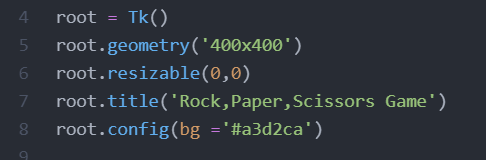 4 root = Tk()
5 root.geometry('400x400')
6 root.resizable(0,0)
7 root.title('Rock,Paper,Scissors Game')
8 root.config(bg ='#a3d2ca')
9